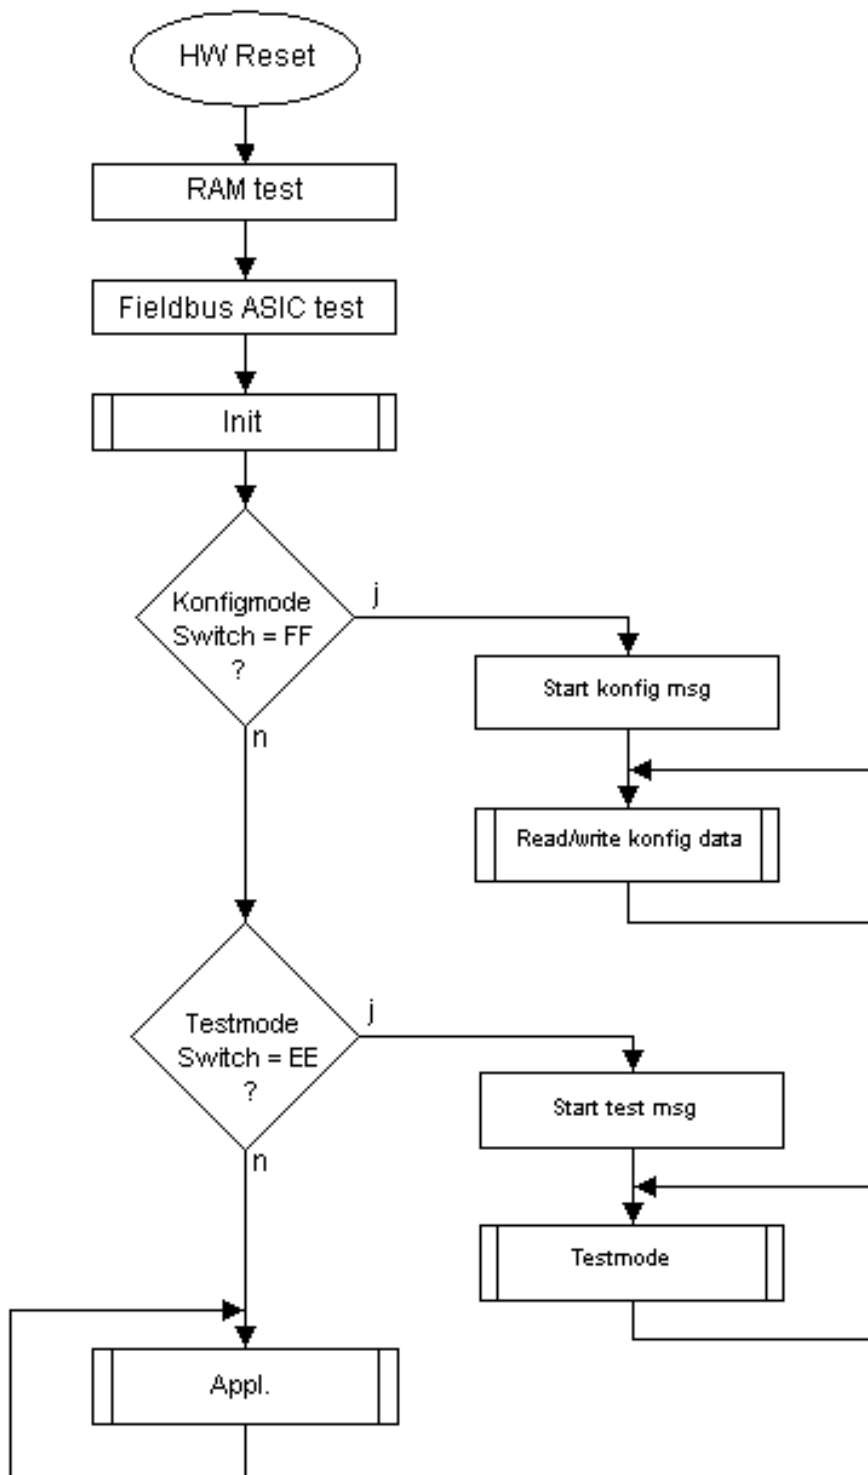 HW Reset
RAM test
Fieldbus ASIC test
Init
Konfigmode
Switch = FF
?
j
n
Start konfig msg
Read/write konfig data
Testmode
Switch = EE
?
j
n
Start test msg
Testmode
Appl.